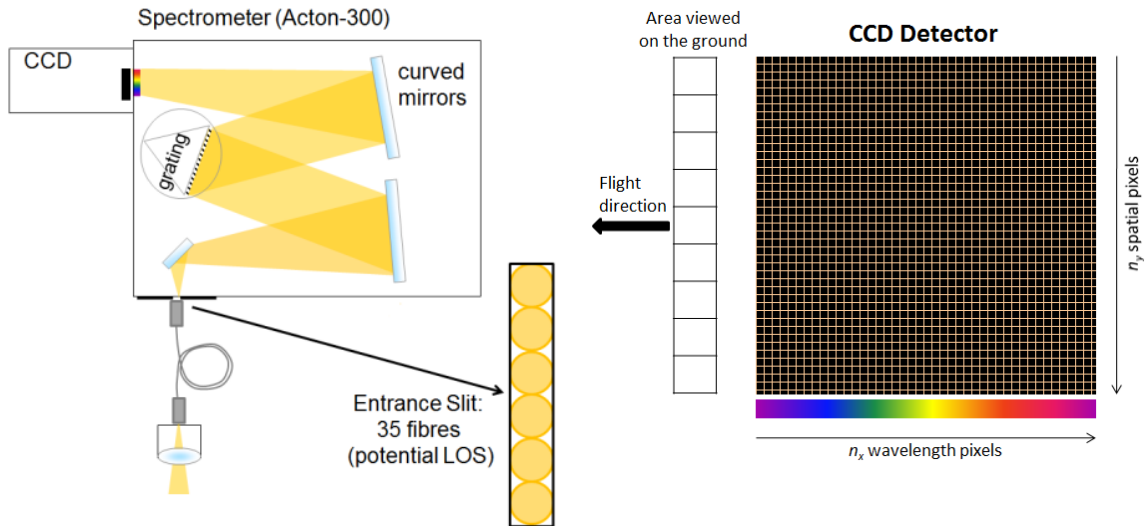 Spectrometer (Acton-300)
CCD
curved
mirrors
grating
Entrance Slit:
35 fibres
(potential LOS)
Area viewed
on the ground
Flight
direction
CCD Detector
ny spatial pixels
nx wavelength pixels